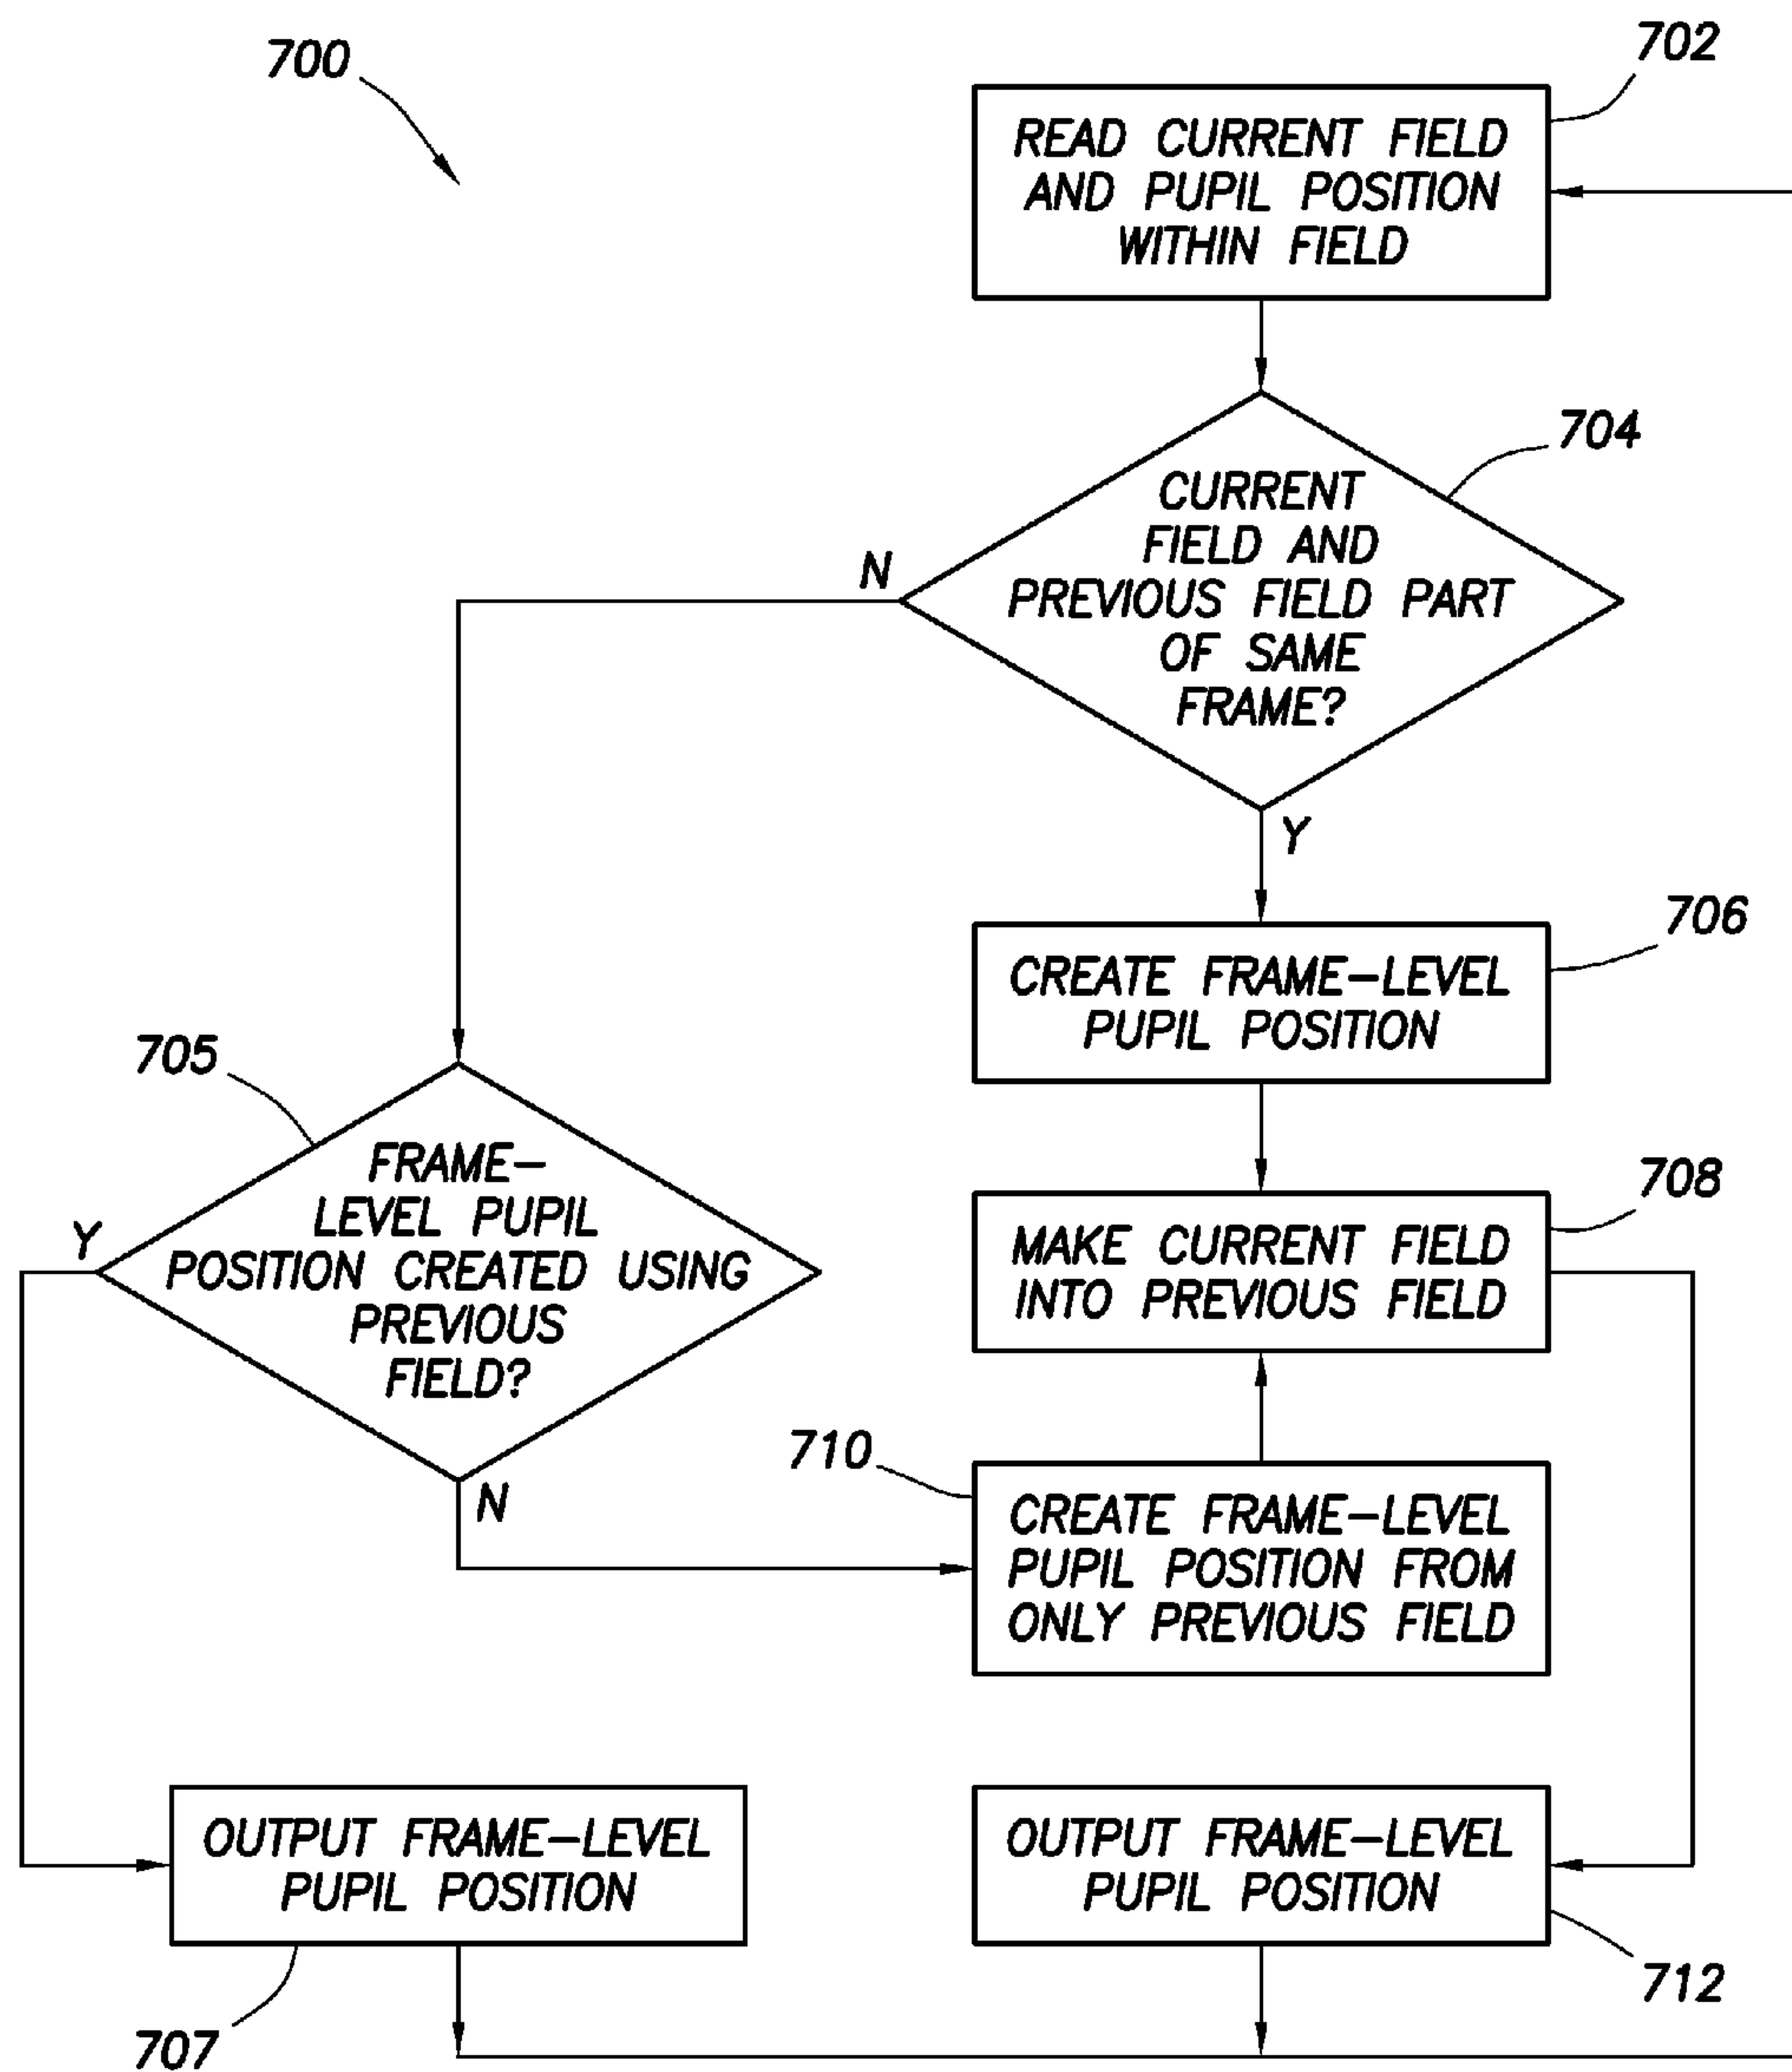 700
702
READ CURRENT FIELD
AND PUPIL POSITION
WITHIN FIELD
704
CURRENT
FIELD AND
PREVIOUS FIELD PART
OF SAME
FRAME?
N
Y
706
CREATE FRAME-LEVEL
PUPIL POSITION
705
FRAME-
LEVEL PUPIL
POSITION CREATED USING
PREVIOUS
FIELD?
Y
N
708
MAKE CURRENT FIELD
INTO PREVIOUS FIELD
710
CREATE FRAME-LEVEL
PUPIL POSITION FROM
ONLY PREVIOUS FIELD
OUTPUT FRAME-LEVEL
PUPIL POSITION
707
OUTPUT FRAME-LEVEL
PUPIL POSITION
712